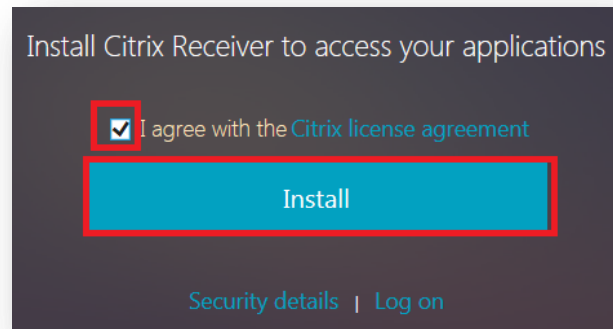 Install Citrix Receiver to access your applications
I agree with the Citrix license agreement
Install
Security details | Log on